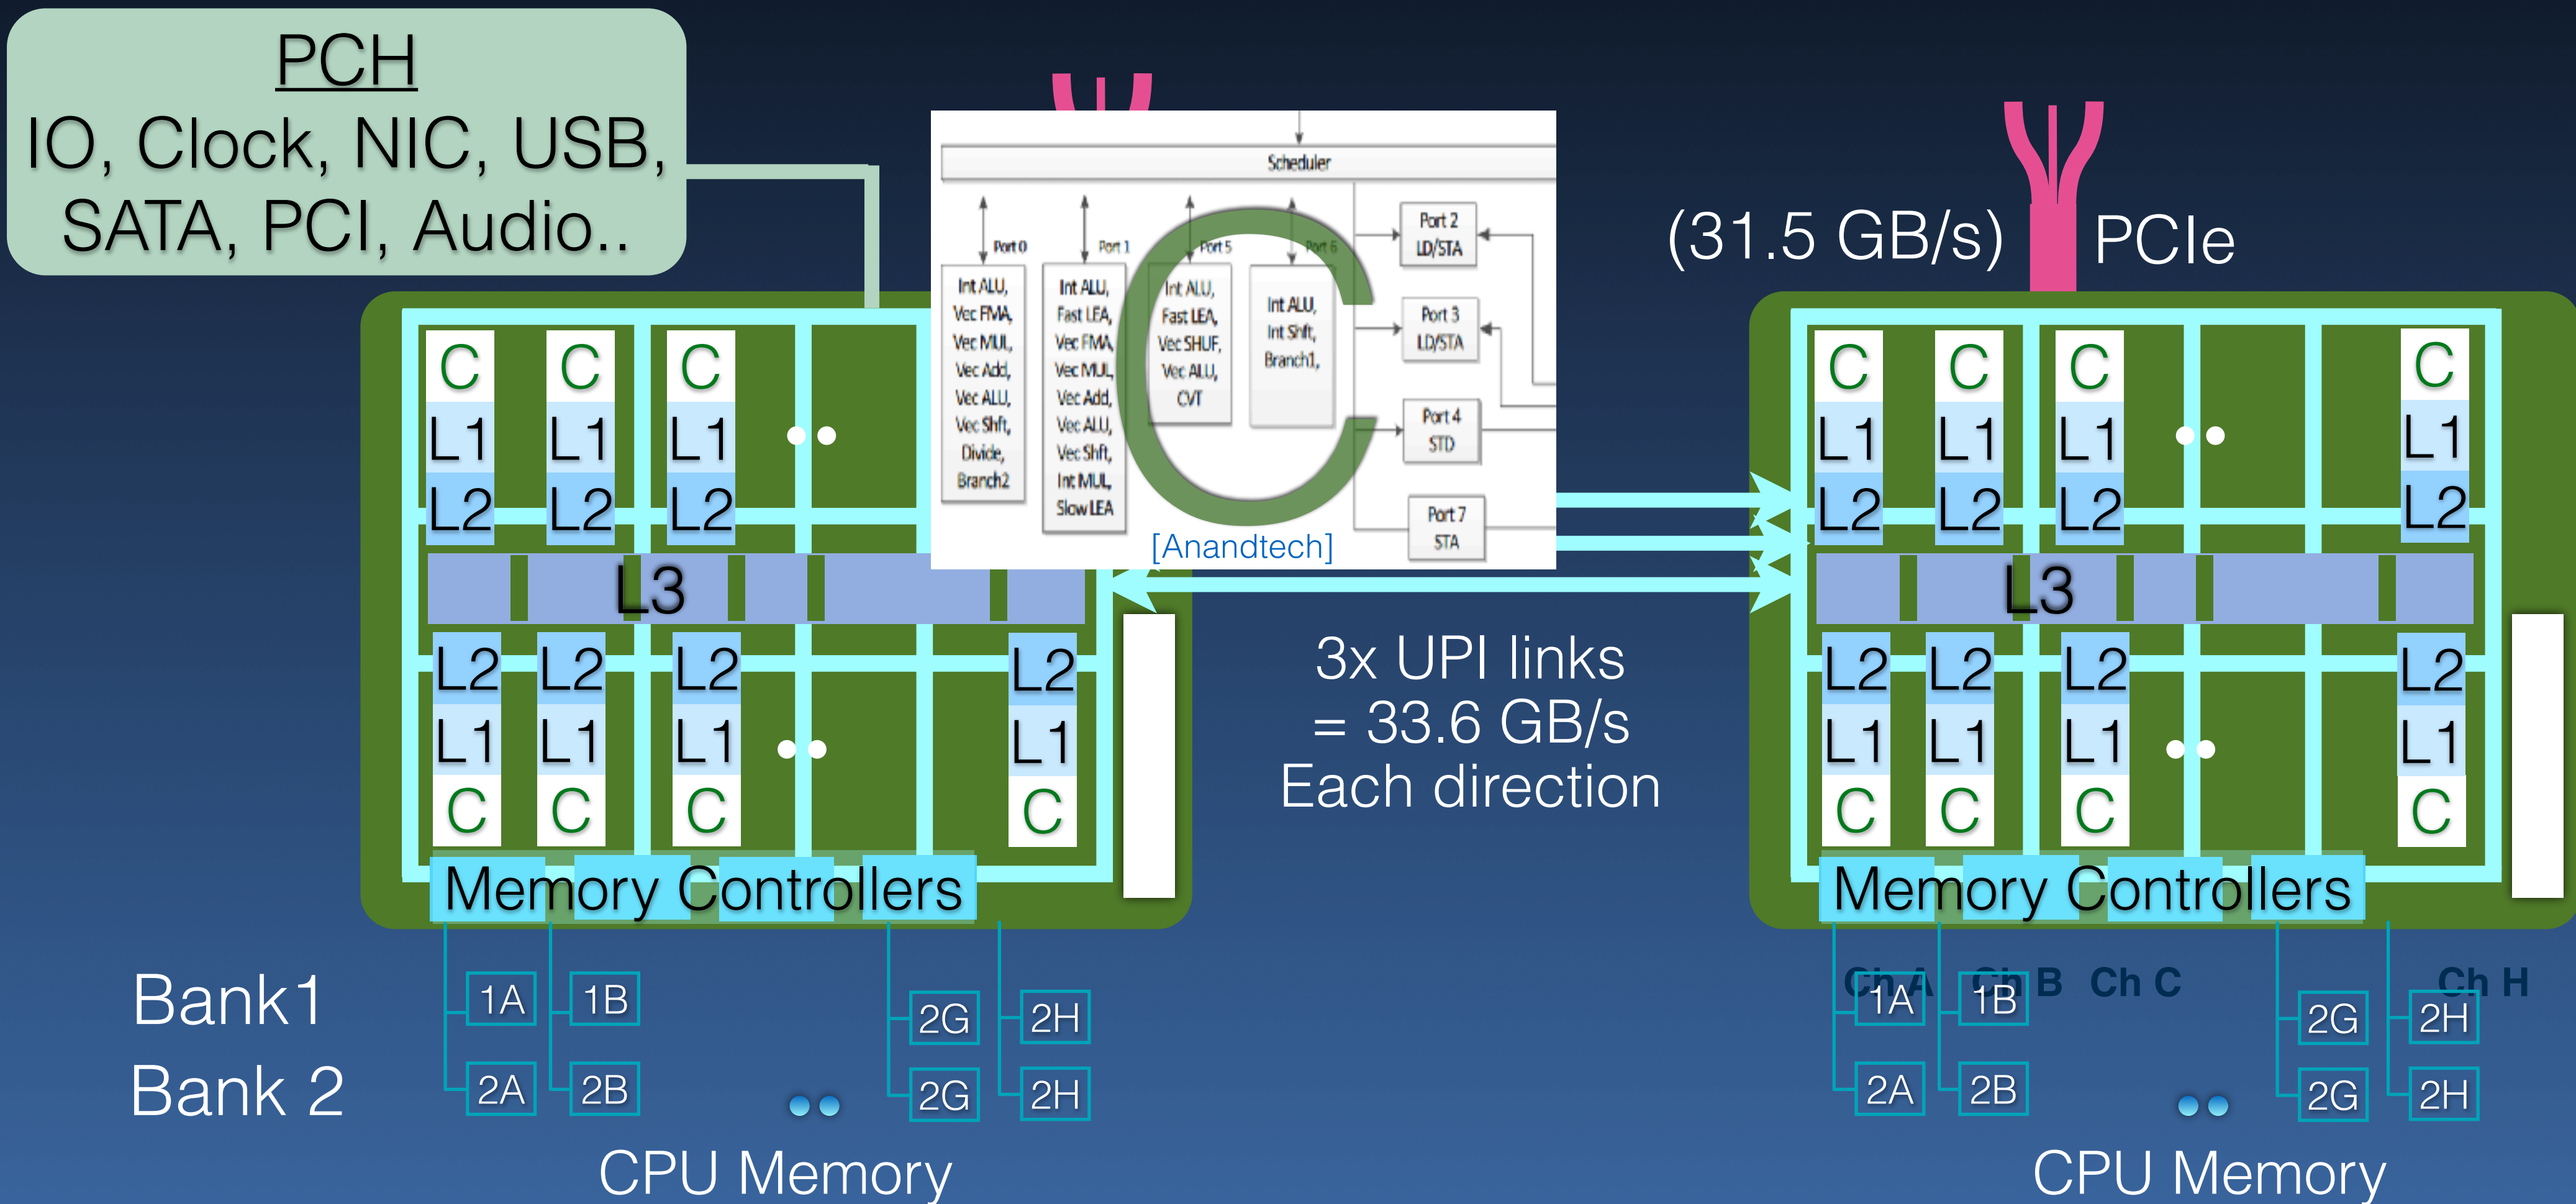 PCH
IO, Clock, NIC, USB,
SATA, PCI, Audio..
Scheduler
Port 0
Port 1
Port 5
Port 6
Int ALU,
Vec FMA,
Vec MUL,
Vec Add,
Vec ALU,
Vec Shft,
Divide,
Branch2
Int ALU,
Fast LEA,
Vec FMA,
Vec MUL,
Vec Add,
Vec ALU,
Vec Shft,
Int MUL,
Slow LEA
Int ALU,
Fast LEA,
Vec SHUF,
Vec ALU,
CVT
Int ALU,
Int Shft,
Branch1,
Port 2
LD/STA
Port 3
LD/STA
Port 4
STD
Port 7
STA
C
[Anandtech]
(31.5 GB/s) PCIe
C C C
L1 L1 L1
L2 L2 L2
L3
L2 L2 L2 L2
L1 L1 L1 L1
C C C C
Memory Controllers
3x UPI links
= 33.6 GB/s
Each direction
C C C C
L1 L1 L1 L1
L2 L2 L2 L2
L3
L2 L2 L2 L2
L1 L1 L1 L1
C C C C
Memory Controllers
Bank1
1A 1B 2G 2H
Bank 2
2A 2B 2G 2H
CPU Memory
Ch A Ch B Ch C Ch H
1A 1B 2G 2H
2A 2B 2G 2H
CPU Memory